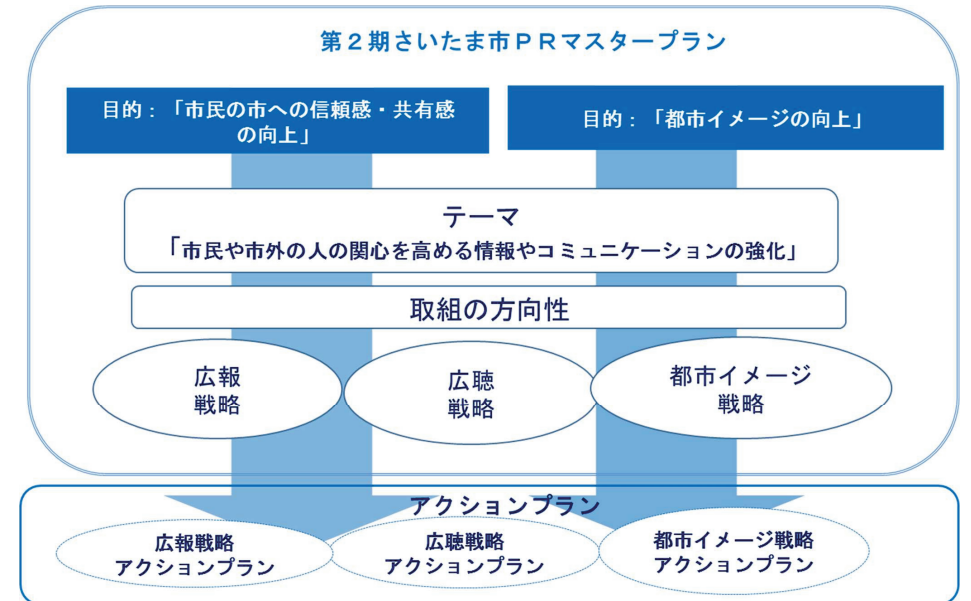 第２期さいたま市ＰＲマスタープラン
目的：「市民の市への信頼感・共有感
の向上」
目的：「都市イメージの向上」
テーマ
「市民や市外の人の関心を高める情報やコミュニケーションの強化」
取組の方向性
広報
戦略
広聴
戦略
都市イメージ
戦略
アクションプラン
広報戦略
アクションプラン
広聴戦略
アクションプラン
都市イメージ戦略
アクションプラン